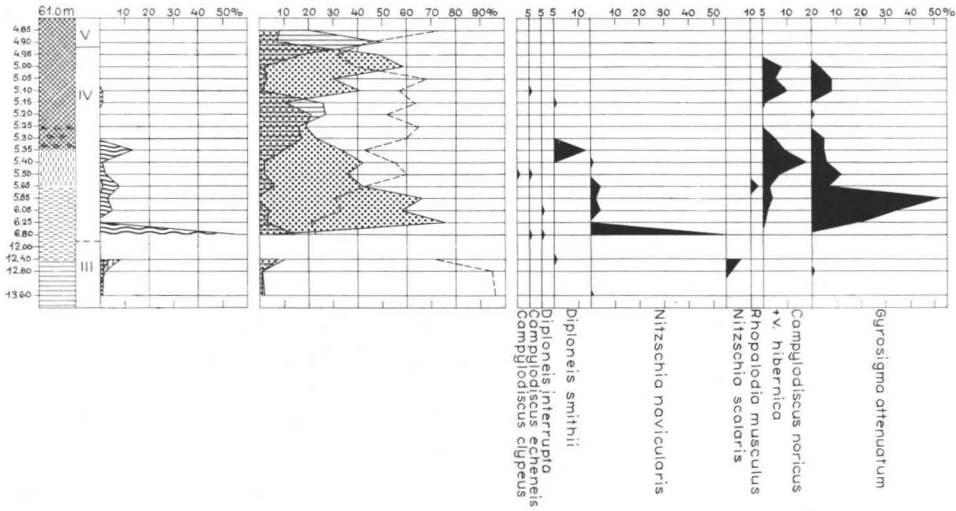 61.0 m
10 20 30 40 50%
10 20 30 40 50 60 70 80 90%
5 5 5 10 10 20 30 40 50 10 5 10 20 10 20 30 40 50%
4.85
4.90
4.95
5.00
5.05
5.10
5.15
5.20
5.25
5.30
5.35
5.40
5.50
5.65
5.85
6.05
6.25
6.80
12.00
12.40
12.80
13.60
V
IV
III
Campylodiscus clypeus
Campylodiscus echeneis
Diploneis interrupta
Diploneis smithii
Nitzschia navicularis
Nitzschia scalaris
Rhopalodia musculus
+v. hibernica
Campylodiscus noricus
Gyrosigma attenuatum